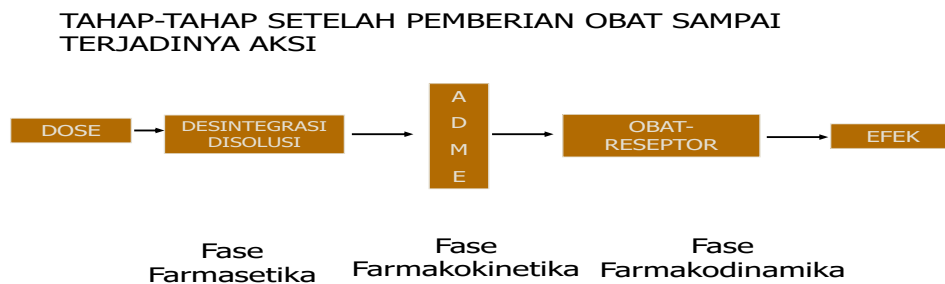 TAHAP-TAHAP SETELAH PEMBERIAN OBAT SAMPAI
TERJADINYA AKSI
DOSE
DESINTEGRASI
DISOLUSI
A
D
M
E
OBAT-
RESEPTOR
EFEK
Fase
Farmasetika
Fase
Farmakokinetika
Fase
Farmakodinamika